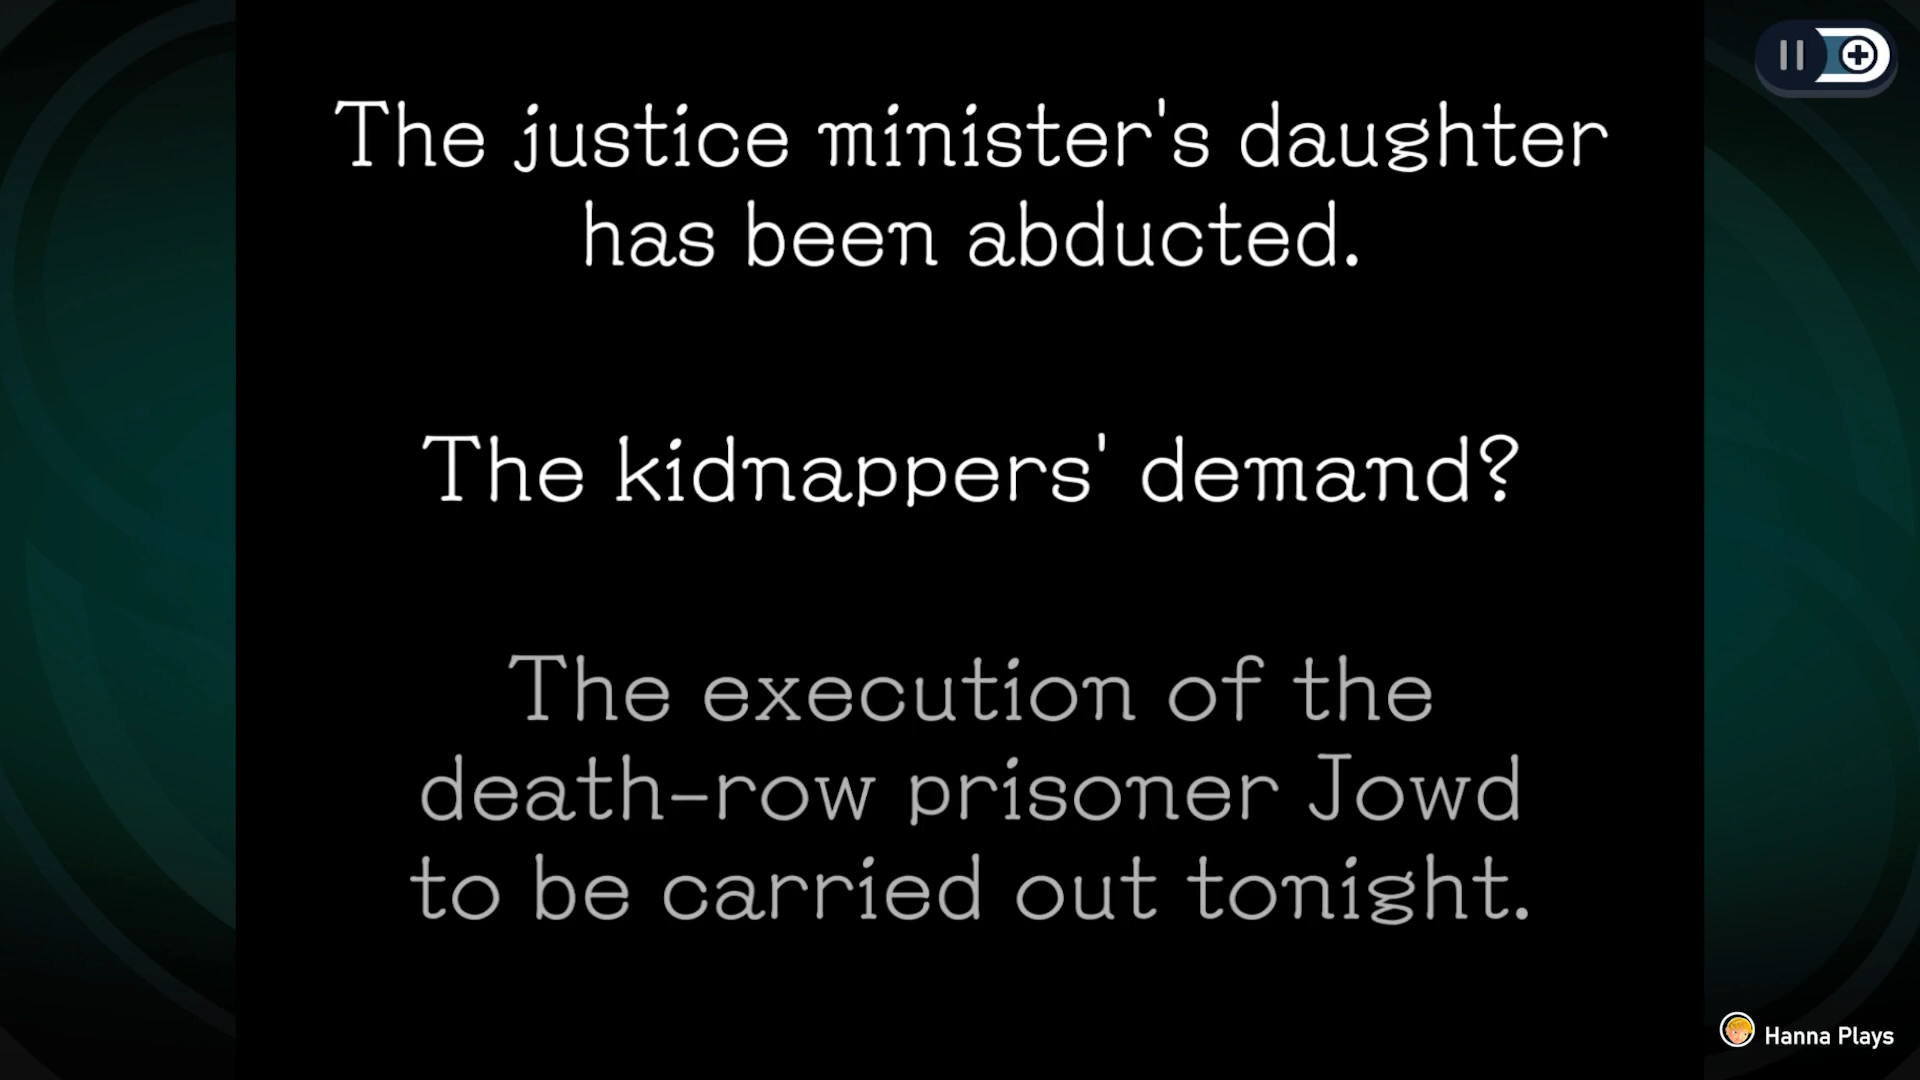 The justice minister's daughter
has been abducted.
The kidnappers' demand?
The execution of the
death-row prisoner Jowd
to be carried out tonight.
Hanna Plays